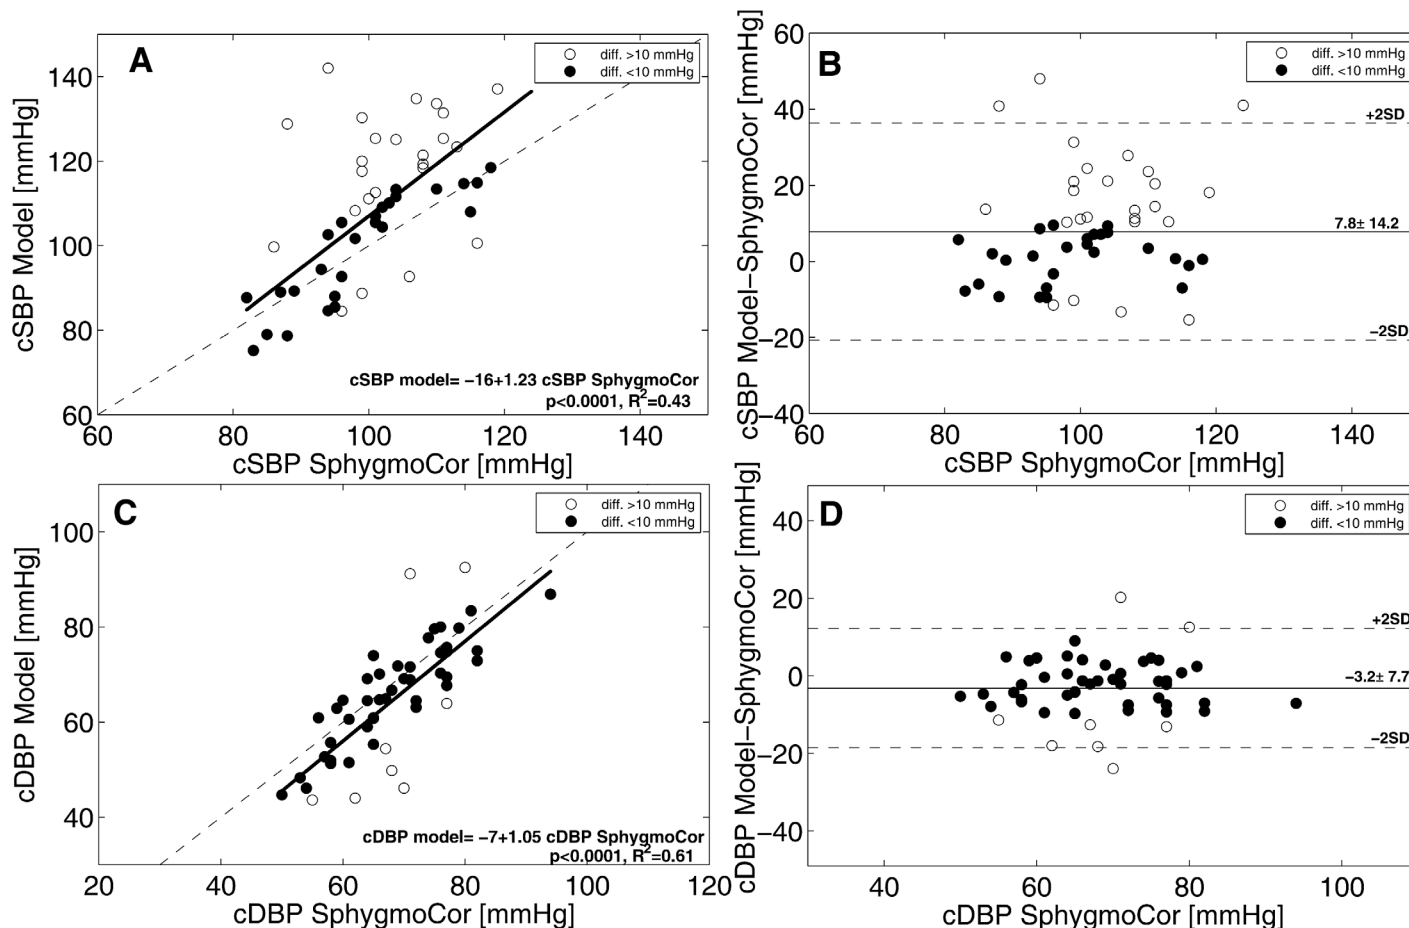 A
diff. >10 mmHg
diff. <10 mmHg
140
120
100
80
60
cSBP Model [mmHg]
cSBP model= −16+1.23 cSBP SphygmoCor
p<0.0001, R²=0.43
60 80 100 120 140
cSBP SphygmoCor [mmHg]
B
diff. >10 mmHg
diff. <10 mmHg
60
40
20
0
−20
−40
cSBP Model−SphygmoCor [mmHg]
+2SD
7.8± 14.2
−2SD
80 100 120 140
cSBP SphygmoCor [mmHg]
C
diff. >10 mmHg
diff. <10 mmHg
100
80
60
40
cDBP Model [mmHg]
cDBP model= −7+1.05 cDBP SphygmoCor
p<0.0001, R²=0.61
20 40 60 80 100 120
cDBP SphygmoCor [mmHg]
D
diff. >10 mmHg
diff. <10 mmHg
40
20
0
−20
−40
cDBP Model−SphygmoCor [mmHg]
+2SD
−3.2± 7.7
−2SD
40 60 80 100
cDBP SphygmoCor [mmHg]